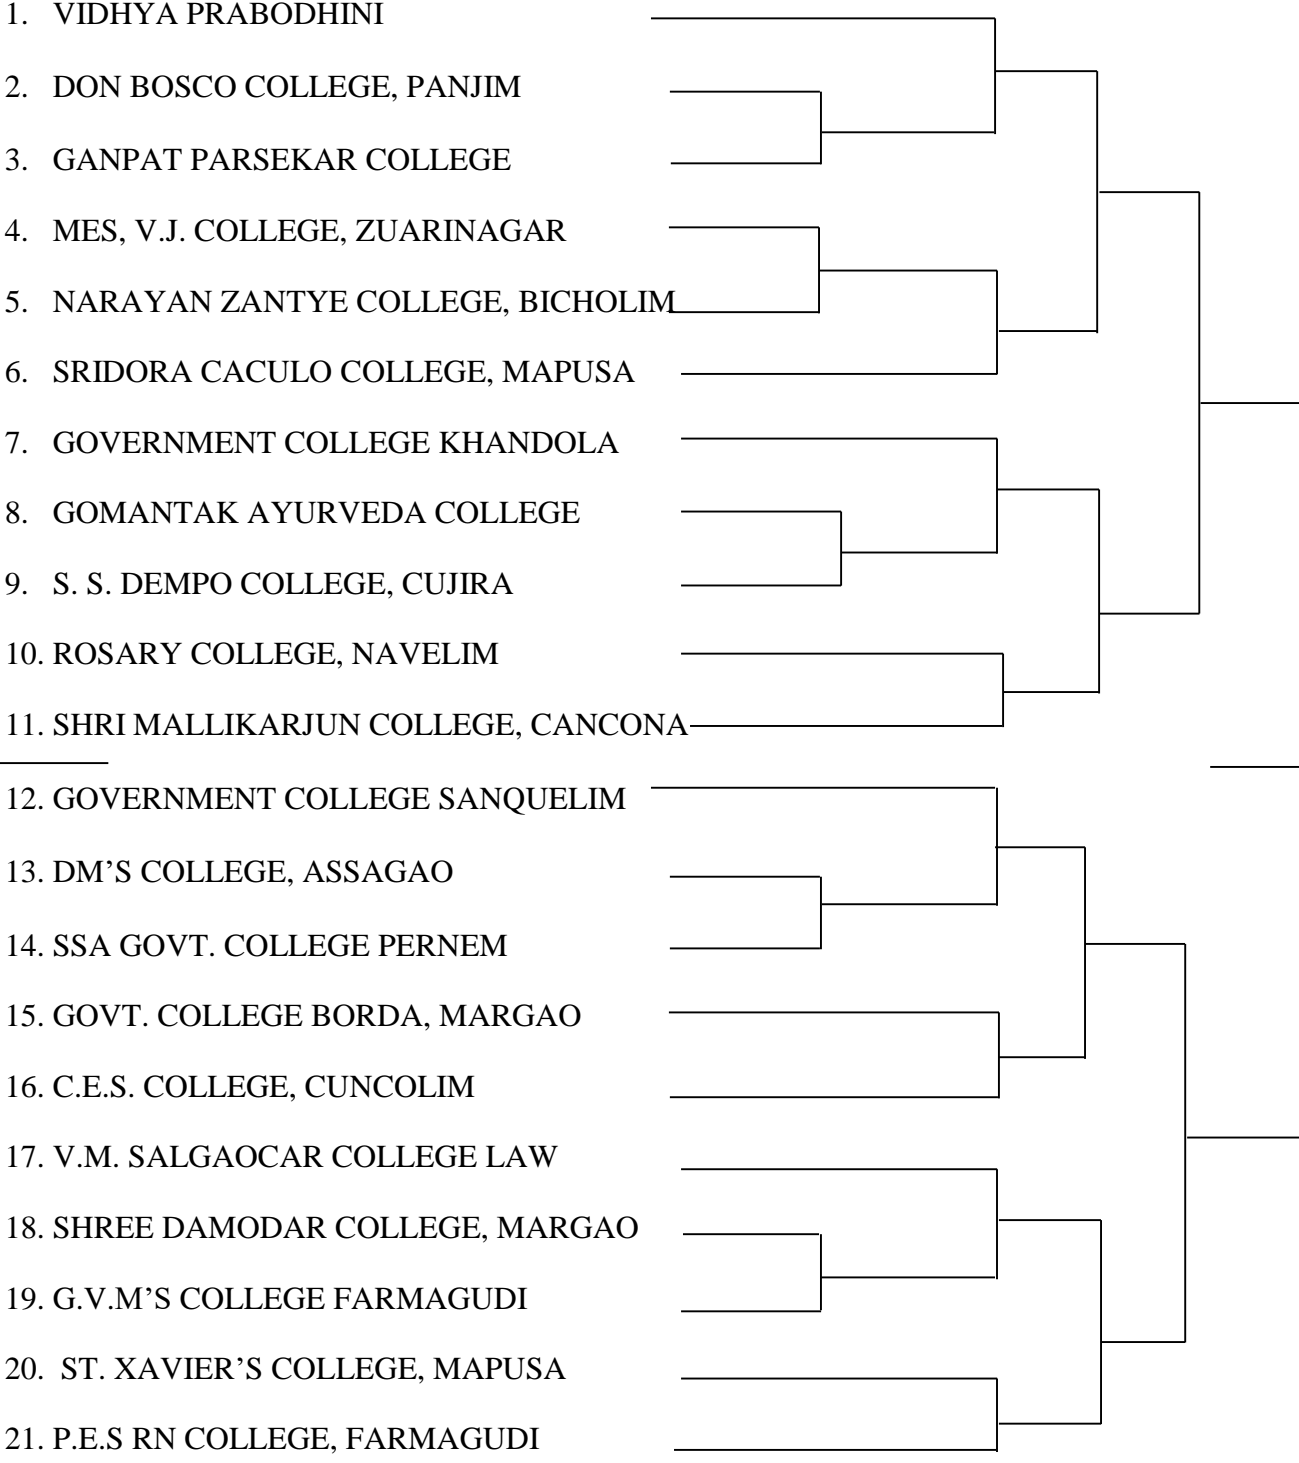 1. VIDHYA PRABODHINI
2. DON BOSCO COLLEGE, PANJIM
3. GANPAT PARSEKAR COLLEGE
4. MES, V.J. COLLEGE, ZUARINAGAR
5. NARAYAN ZANTYE COLLEGE, BICHOLIM
6. SRIDORA CACULO COLLEGE, MAPUSA
7. GOVERNMENT COLLEGE KHANDOLA
8. GOMANTAK AYURVEDA COLLEGE
9. S. S. DEMPO COLLEGE, CUJIRA
10. ROSARY COLLEGE, NAVELIM
11. SHRI MALLIKARJUN COLLEGE, CANCONA
12. GOVERNMENT COLLEGE SANQUELIM
13. DM’S COLLEGE, ASSAGAO
14. SSA GOVT. COLLEGE PERNEM
15. GOVT. COLLEGE BORDA, MARGAO
16. C.E.S. COLLEGE, CUNCOLIM
17. V.M. SALGAOCAR COLLEGE LAW
18. SHREE DAMODAR COLLEGE, MARGAO
19. G.V.M’S COLLEGE FARMAGUDI
20. ST. XAVIER’S COLLEGE, MAPUSA
21. P.E.S RN COLLEGE, FARMAGUDI